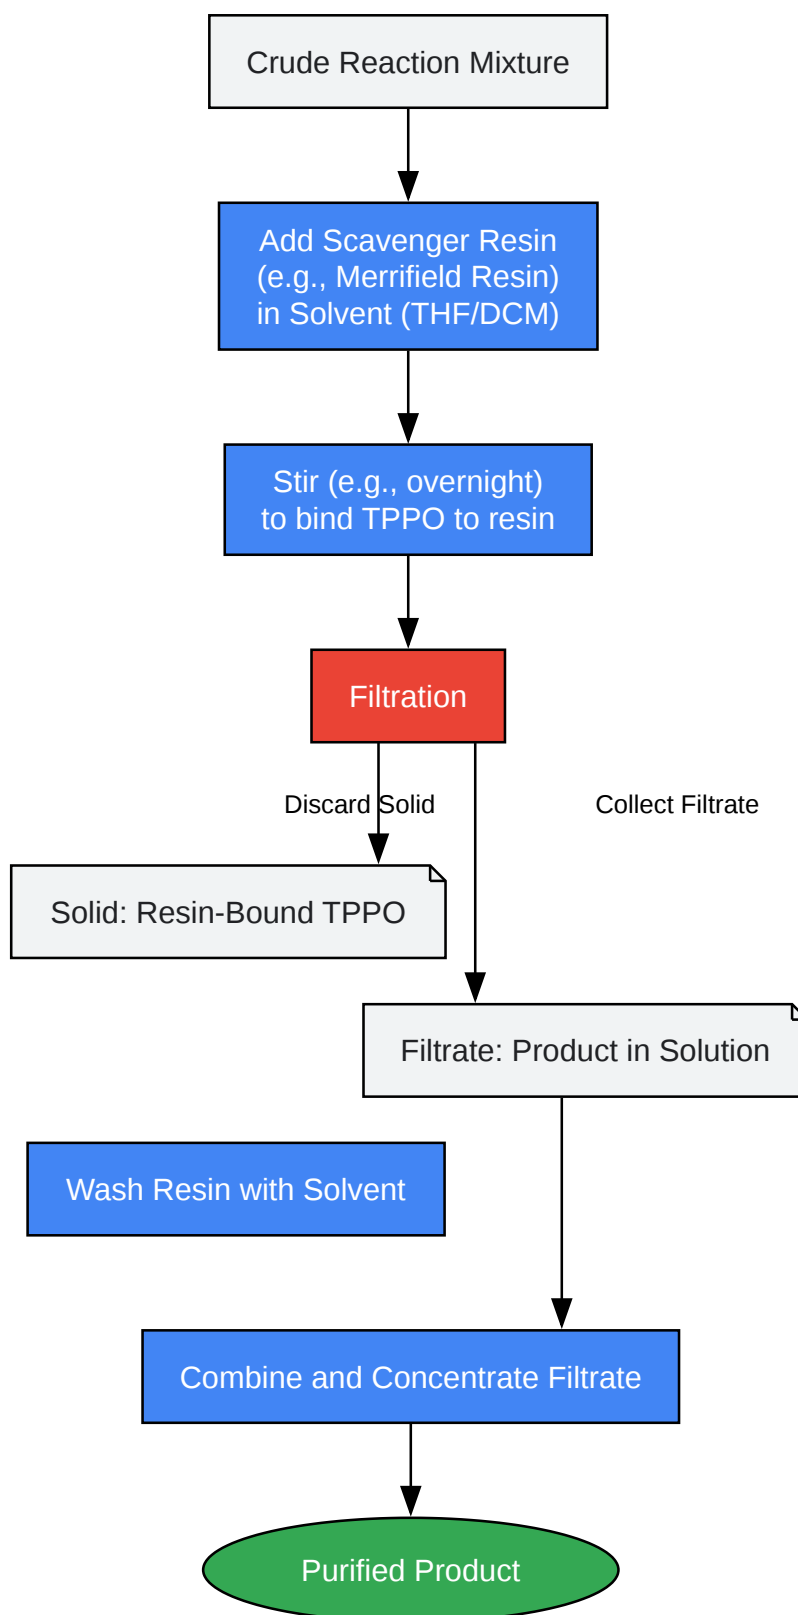 Crude Reaction Mixture
Add Scavenger Resin
(e.g., Merrifield Resin)
in Solvent (THF/DCM)
Stir (e.g., overnight)
to bind TPPO to resin
Filtration
Discard Solid
Collect Filtrate
Solid: Resin-Bound TPPO
Filtrate: Product in Solution
Wash Resin with Solvent
Combine and Concentrate Filtrate
Purified Product